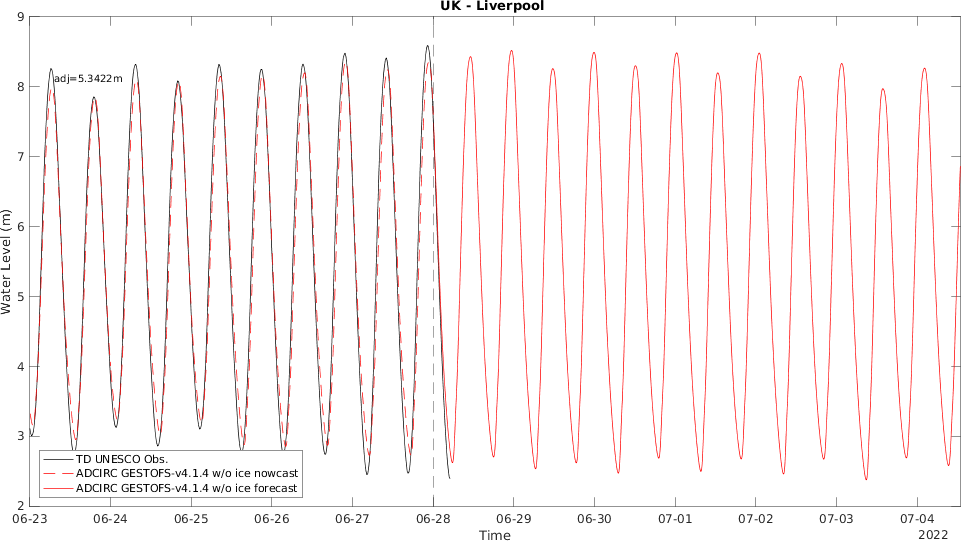 UK - Liverpool
9
8
7
6
5
4
3
2
Water Level (m)
adj=5.3422m
TD UNESCO Obs.
ADCIRC GESTOFS-v4.1.4 w/o ice nowcast
ADCIRC GESTOFS-v4.1.4 w/o ice forecast
06-23 06-24 06-25 06-26 06-27 06-28 06-29 06-30 07-01 07-02 07-03 07-04
Time
2022